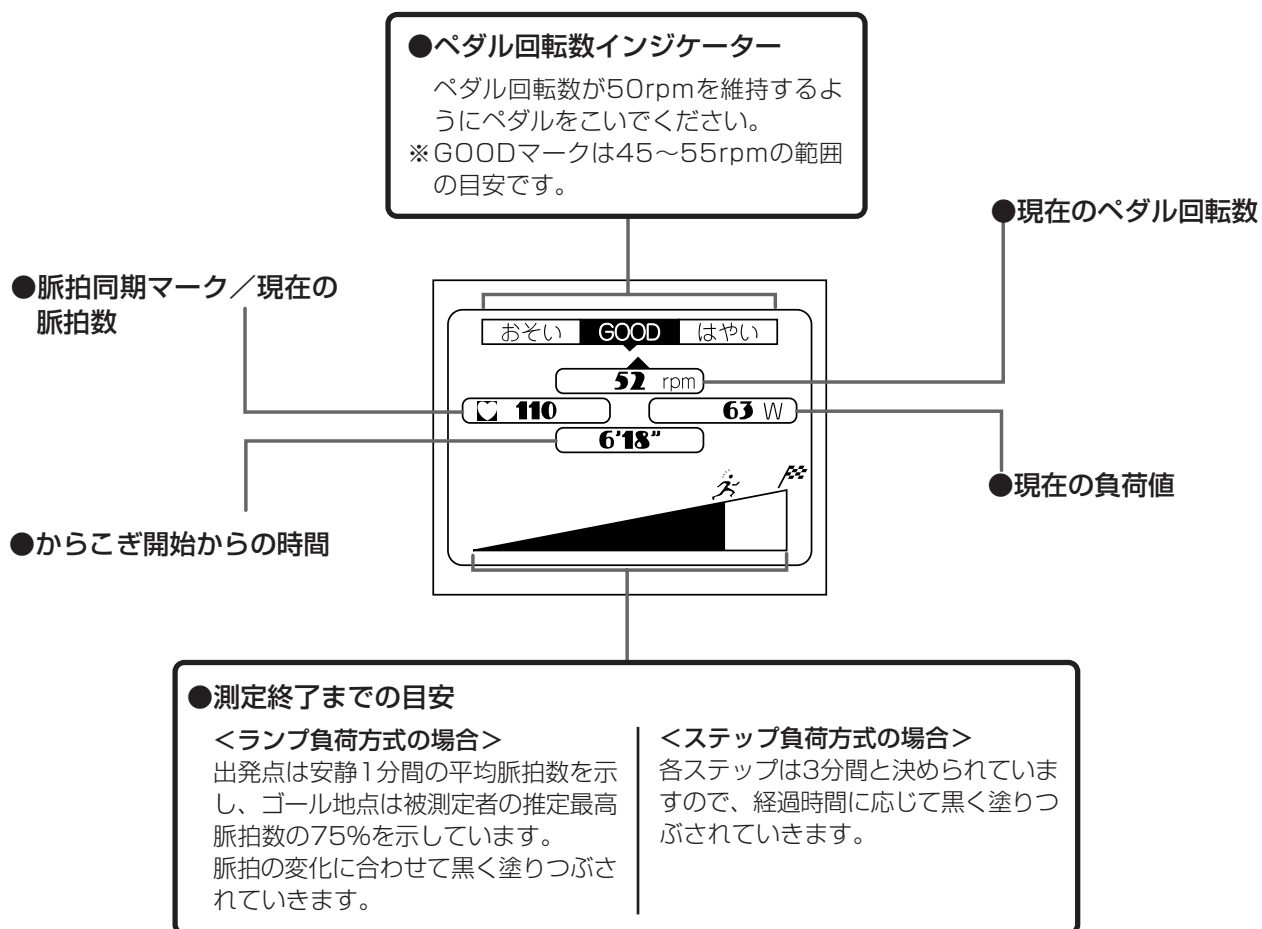 ●ペダル回転数インジケーター
ペダル回転数が50rpmを維持するよ
うにペダルをこいでください。
※GOODマークは45〜55rpmの範囲
の目安です。
●現在のペダル回転数
●脈拍同期マーク／現在の
脈拍数
おそい GOOD はやい
52 rpm
110
63 W
6'18"
●現在の負荷値
●からこぎ開始からの時間
●測定終了までの目安
＜ランプ負荷方式の場合＞
出発点は安静1分間の平均脈拍数を示
し、ゴール地点は被測定者の推定最高
脈拍数の75%を示しています。
脈拍の変化に合わせて黒く塗りつぶさ
れていきます。
＜ステップ負荷方式の場合＞
各ステップは3分間と決められていま
すので、経過時間に応じて黒く塗りつ
ぶされていきます。